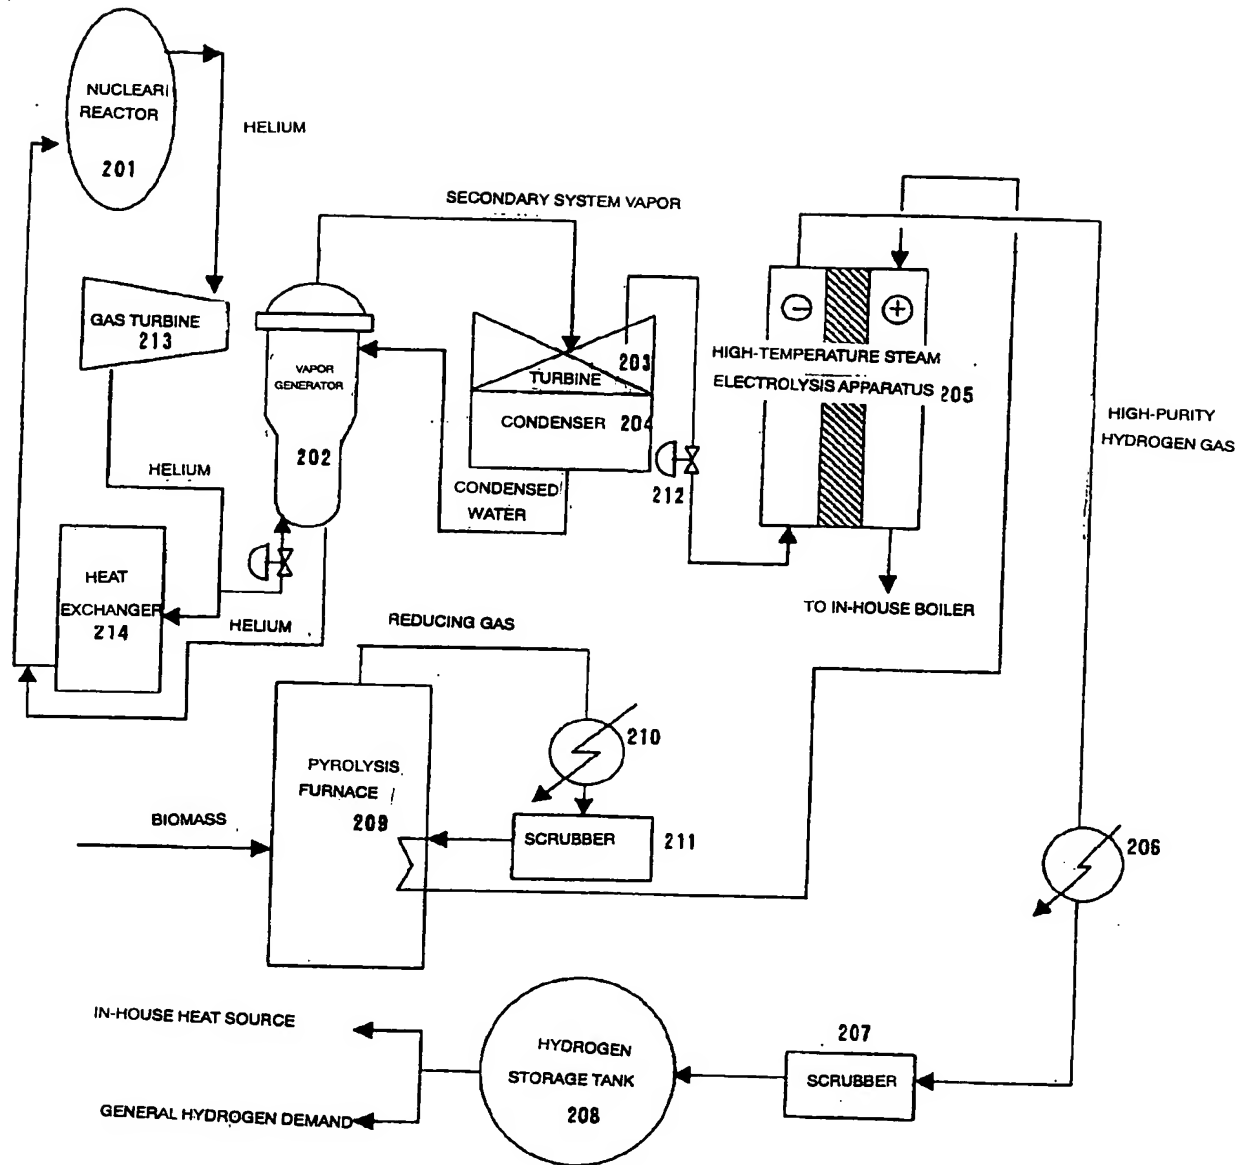 NUCLEAR
REACTOR
201
HELIUM
SECONDARY SYSTEM VAPOR
GAS TURBINE
213
VAPOR
GENERATOR
202
203
TURBINE
CONDENSER 204
HIGH-TEMPERATURE STEAM
ELECTROLYSIS APPARATUS 205
HIGH-PURITY
HYDROGEN GAS
HELIUM
CONDENSED
WATER
212
HEAT
EXCHANGER
214
HELIUM
REDUCING GAS
TO IN-HOUSE BOILER
210
PYROLYSIS
FURNACE
209
BIOMASS
SCRUBBER 211
206
IN-HOUSE HEAT SOURCE
HYDROGEN
STORAGE TANK
208
207
SCRUBBER
GENERAL HYDROGEN DEMAND